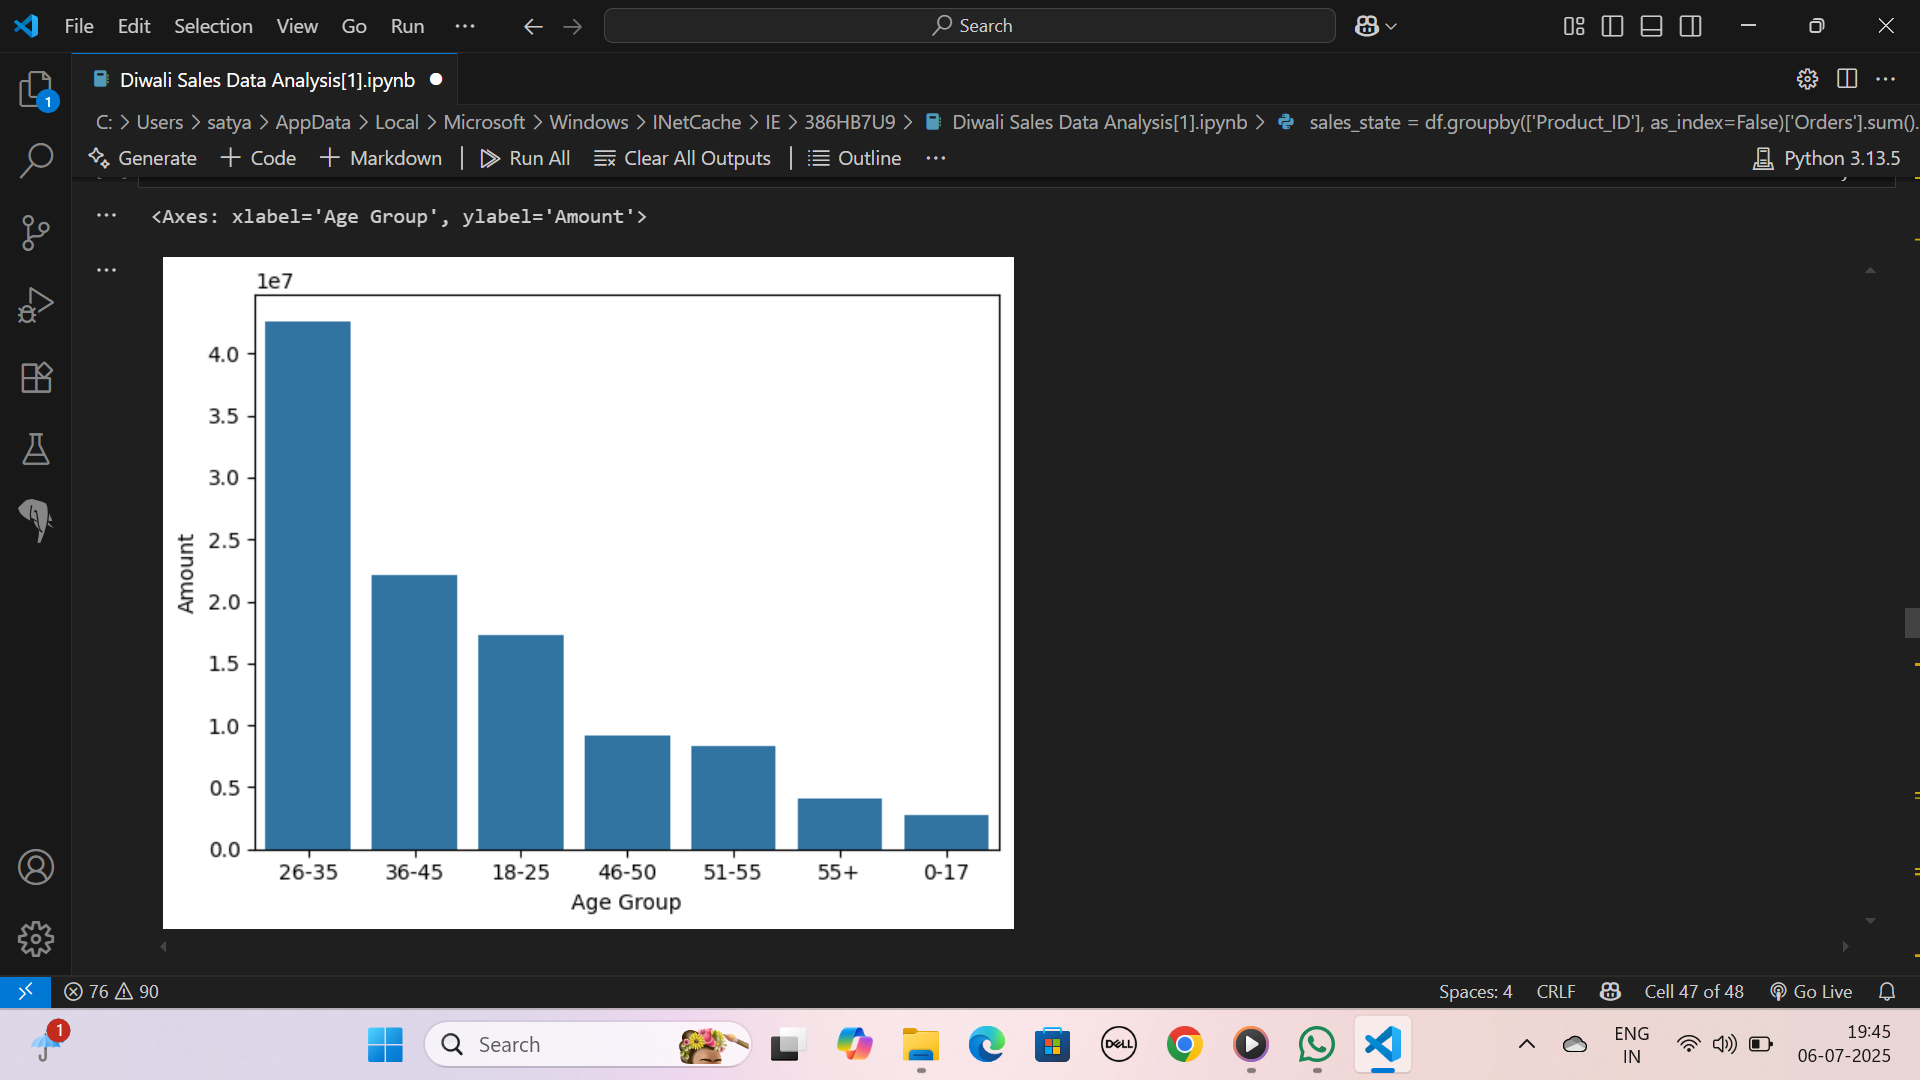 File Edit Selection View Go Run ··· Search
Diwali Sales Data Analysis[1].ipynb
1
C: > Users > satya > AppData > Local > Microsoft > Windows > INetCache > IE > 386HB7U9 > Diwali Sales Data Analysis[1].ipynb > sales_state = df.groupby(['Product_ID'], as_index=False)['Orders'].sum().
Generate + Code + Markdown | Run All Clear All Outputs | Outline ··· Python 3.13.5
<Axes: xlabel='Age Group', ylabel='Amount'>
1e7
4.0
3.5
3.0
2.5
2.0
1.5
1.0
0.5
0.0
Amount
26-35 36-45 18-25 46-50 51-55 55+ 0-17
Age Group
76 90 Spaces: 4 CRLF Cell 47 of 48 Go Live
1 Search DELL ENG 19:45
IN 06-07-2025